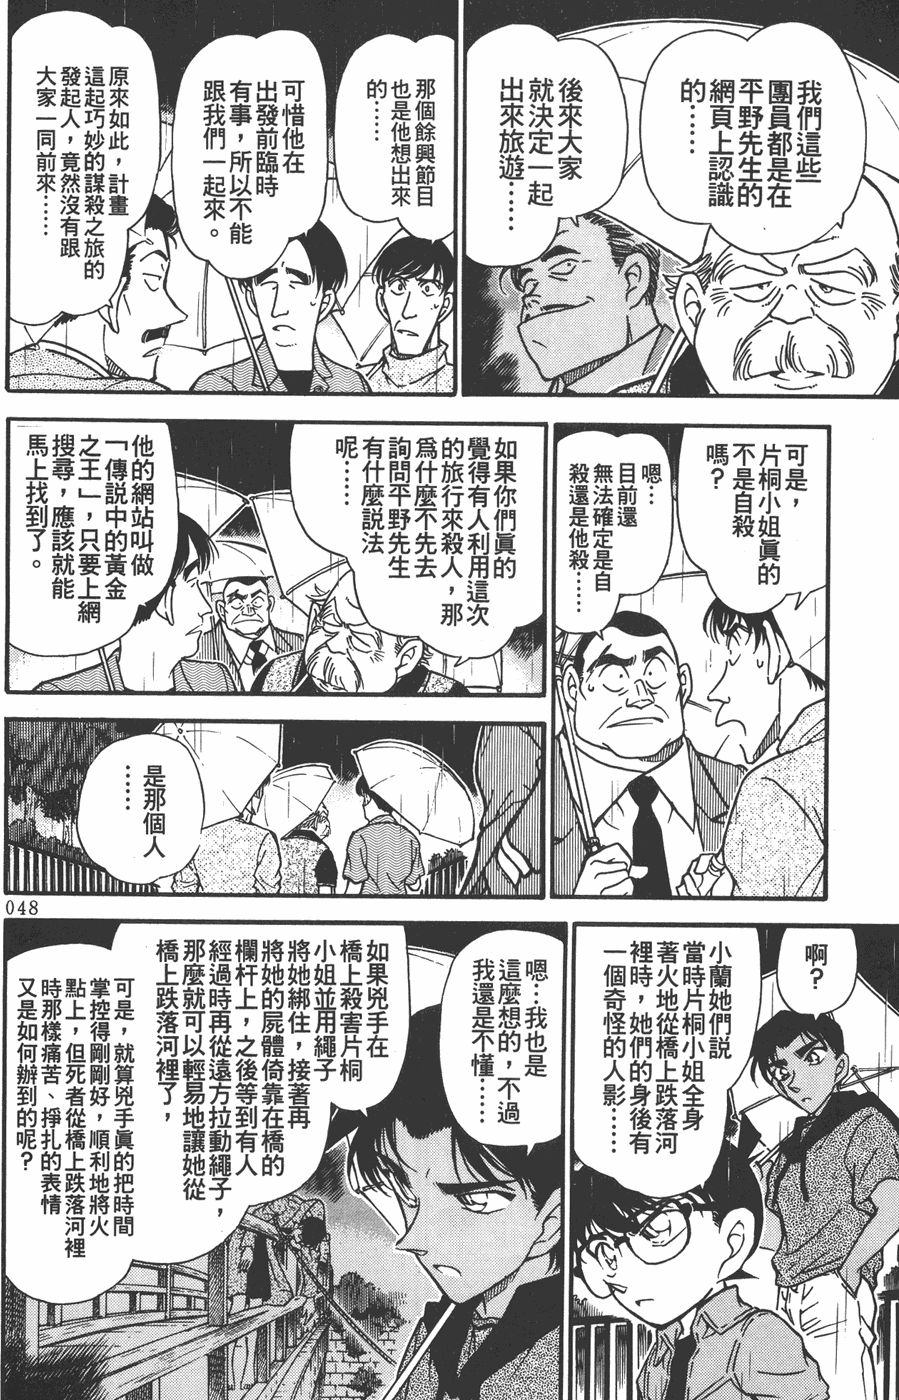 我們這些
團員都是在
平野先生的
網頁上認識
的……
後來大家
就決定一起
出來旅遊……
那個餘興節目
也是他想出來
的……
可惜他在
出發前臨時
有事，所以不能
跟我們一起來。
原來如此，計畫
這起巧妙的謀殺之旅的
發起人，竟然沒有跟
大家一同前來……
可是，
片桐小姐真的
不是自殺
嗎？
嗯…
目前還
無法確定是自
殺還是他殺……
如果你們真的
覺得有人利用這次
的旅行來殺人，那
為什麼不先去
詢問平野先生
有什麼說法
呢……
他的網站叫做
「傳說中的黃金
之王」，只要上網
搜尋，應該就能
馬上找到了。
是那個人
……
048
啊？
小蘭她們說
當時片桐小姐全身
著火地從橋上跌落河
裡時，她們的身後有
一個奇怪的人影……
嗯…我也是
這麼想的，不過
我還是不懂……
如果兇手在
橋上殺害片桐
小姐並用繩子
將她綁住，接著再
將她的屍體倚靠在橋的
欄杆上，之後等到有人
經過時再從遠方拉動繩子，
那麼就可以輕易地讓她從
橋上跌落河裡了，
可是，就算兇手真的把時間
掌控得剛剛好，順利地將火
點上，但死者從橋上跌落河裡
時那樣痛苦、掙扎的表情
又是如何辦到的呢？